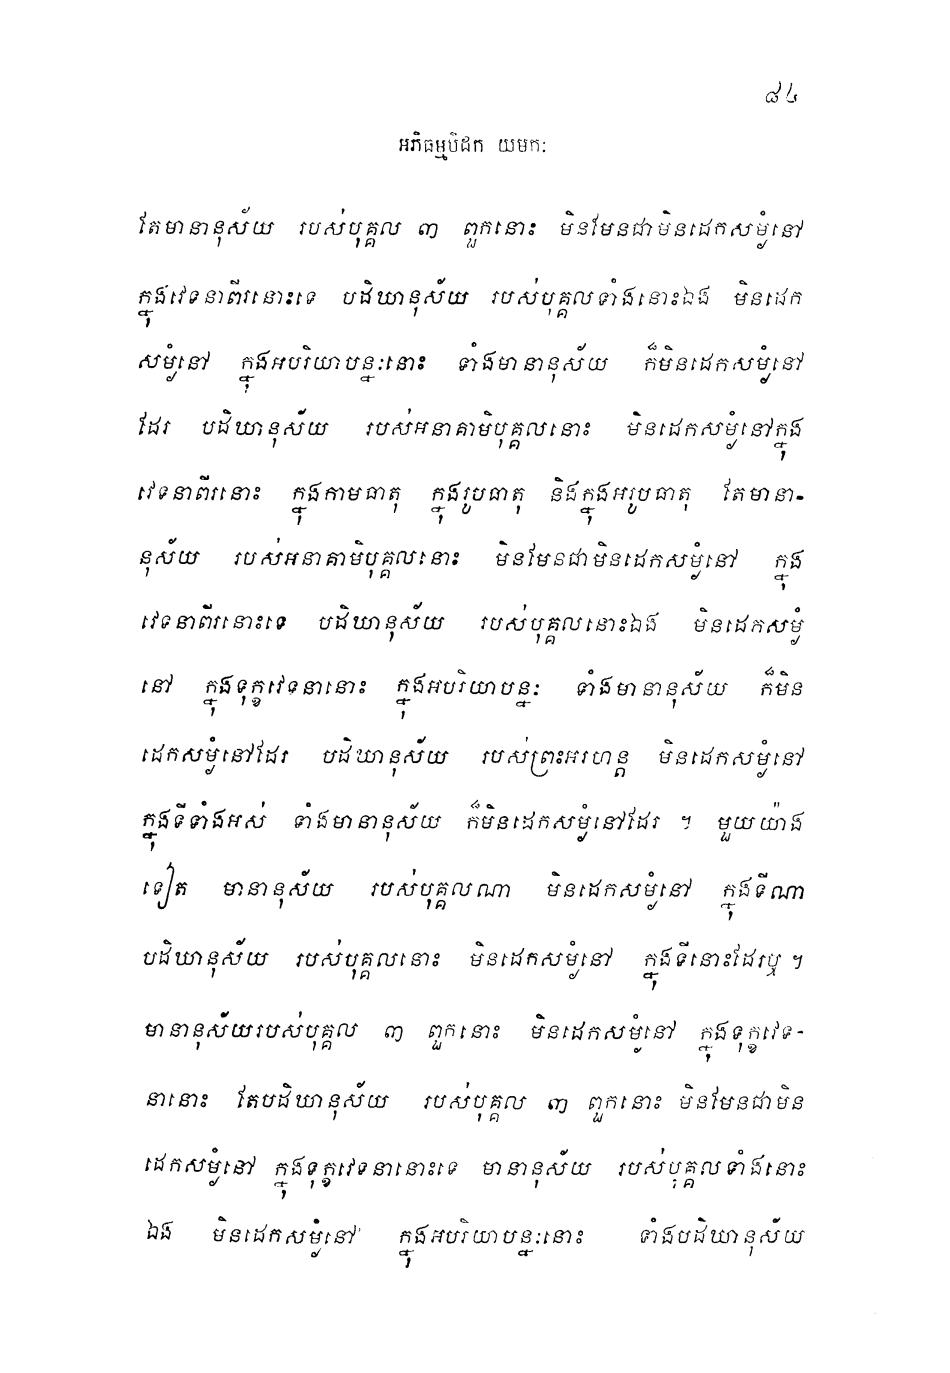 ៨៤
អភិធម្មបិដក យមកៈ
តែមានានុស័យ របស់បុគ្គល ៣ ពួកនោះ មិនមែនជាមិនដេកសម្ងំនៅ
ក្នុងវេទនាពីរនោះទេ បដិឃានុស័យ របស់បុគ្គលទាំងនោះឯង មិនដេក
សម្ងំនៅ ក្នុងអបរិយាបន្នៈនោះ ទាំងមានានុស័យ ក៏មិនដេកសម្ងំនៅ
ដែរ បដិឃានុស័យ របស់អនាគាមិបុគ្គលនោះ មិនដេកសម្ងំនៅក្នុង
វេទនាពីរនោះ ក្នុងកាមធាតុ ក្នុងរូបធាតុ និងក្នុងអរូបធាតុ តែមានា-
នុស័យ របស់អនាគាមិបុគ្គលនោះ មិនមែនជាមិនដេកសម្ងំនៅ ក្នុង
វេទនាពីរនោះទេ បដិឃានុស័យ របស់បុគ្គលនោះឯង មិនដេកសម្ងំ
នៅ ក្នុងទុក្ខវេទនានោះ ក្នុងអបរិយាបន្នៈ ទាំងមានានុស័យ ក៏មិន
ដេកសម្ងំនៅដែរ បដិឃានុស័យ របស់ព្រះអរហន្ត មិនដេកសម្ងំនៅ
ក្នុងទីទាំងអស់ ទាំងមានានុស័យ ក៏មិនដេកសម្ងំនៅដែរ ។ មួយយ៉ាង
ទៀត មានានុស័យ របស់បុគ្គលណា មិនដេកសម្ងំនៅ ក្នុងទីណា
បដិឃានុស័យ របស់បុគ្គលនោះ មិនដេកសម្ងំនៅ ក្នុងទីនោះដែរឬ ។
មានានុស័យរបស់បុគ្គល ៣ ពួកនោះ មិនដេកសម្ងំនៅ ក្នុងទុក្ខវេទ-
នានោះ តែបដិឃានុស័យ របស់បុគ្គល ៣ ពួកនោះ មិនមែនជាមិន
ដេកសម្ងំនៅ ក្នុងទុក្ខវេទនានោះទេ មានានុស័យ របស់បុគ្គលទាំងនោះ
ឯង មិនដេកសម្ងំនៅ ក្នុងអបរិយាបន្នៈនោះ ទាំងបដិឃានុស័យ